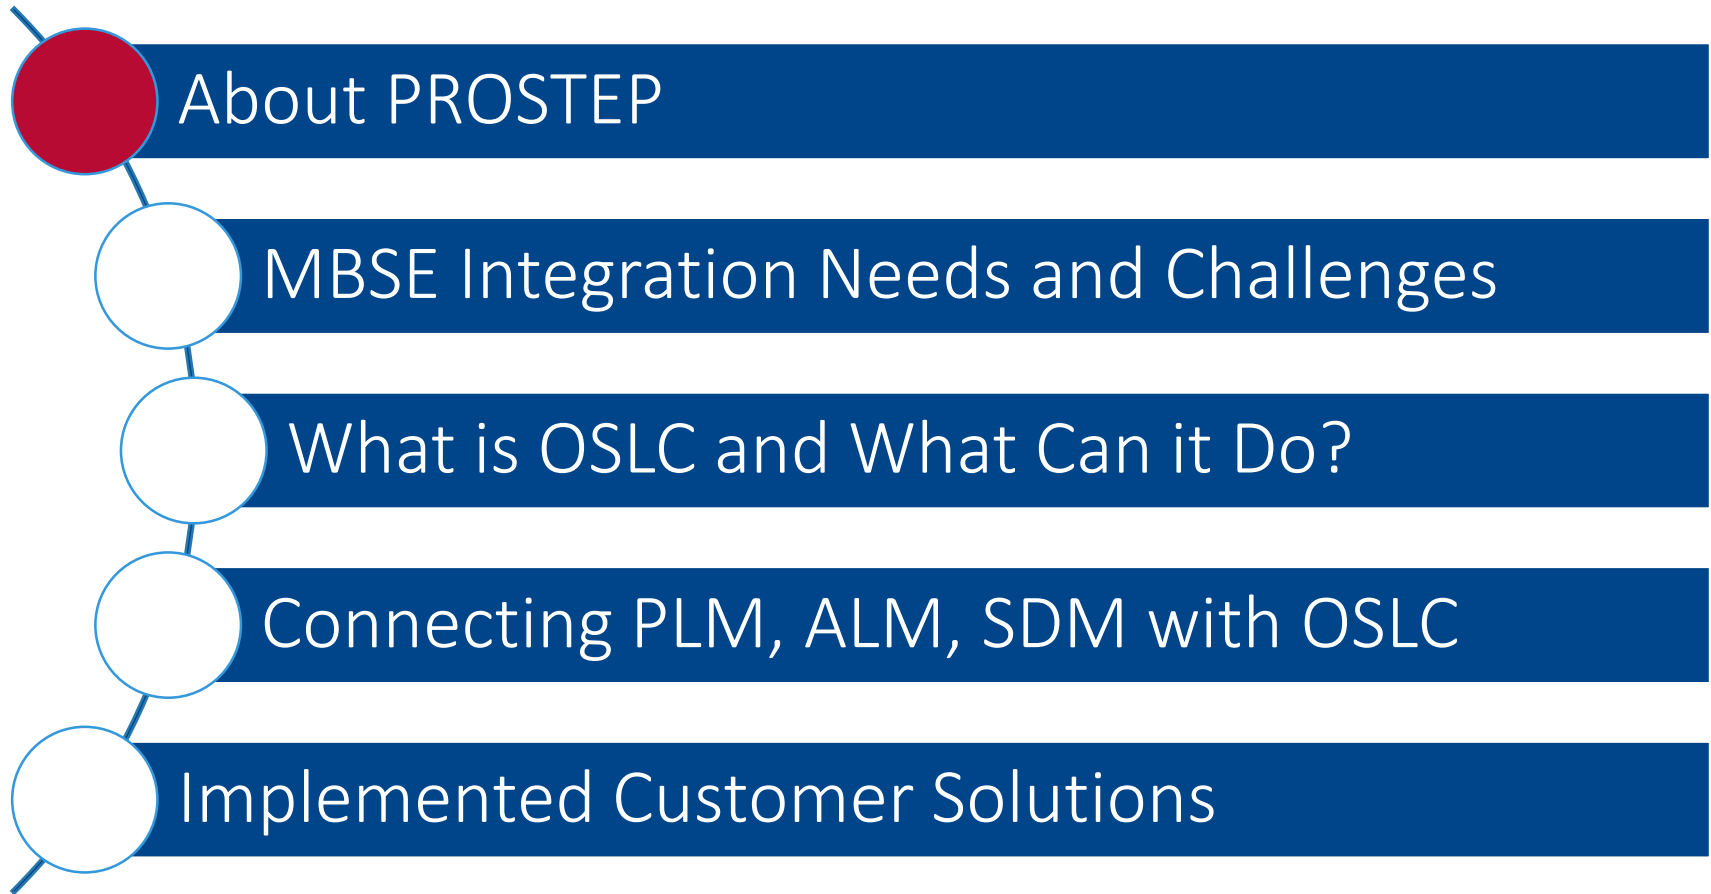 About PROSTEP
MBSE Integration Needs and Challenges
What is OSLC and What Can it Do?
Connecting PLM, ALM, SDM with OSLC
Implemented Customer Solutions